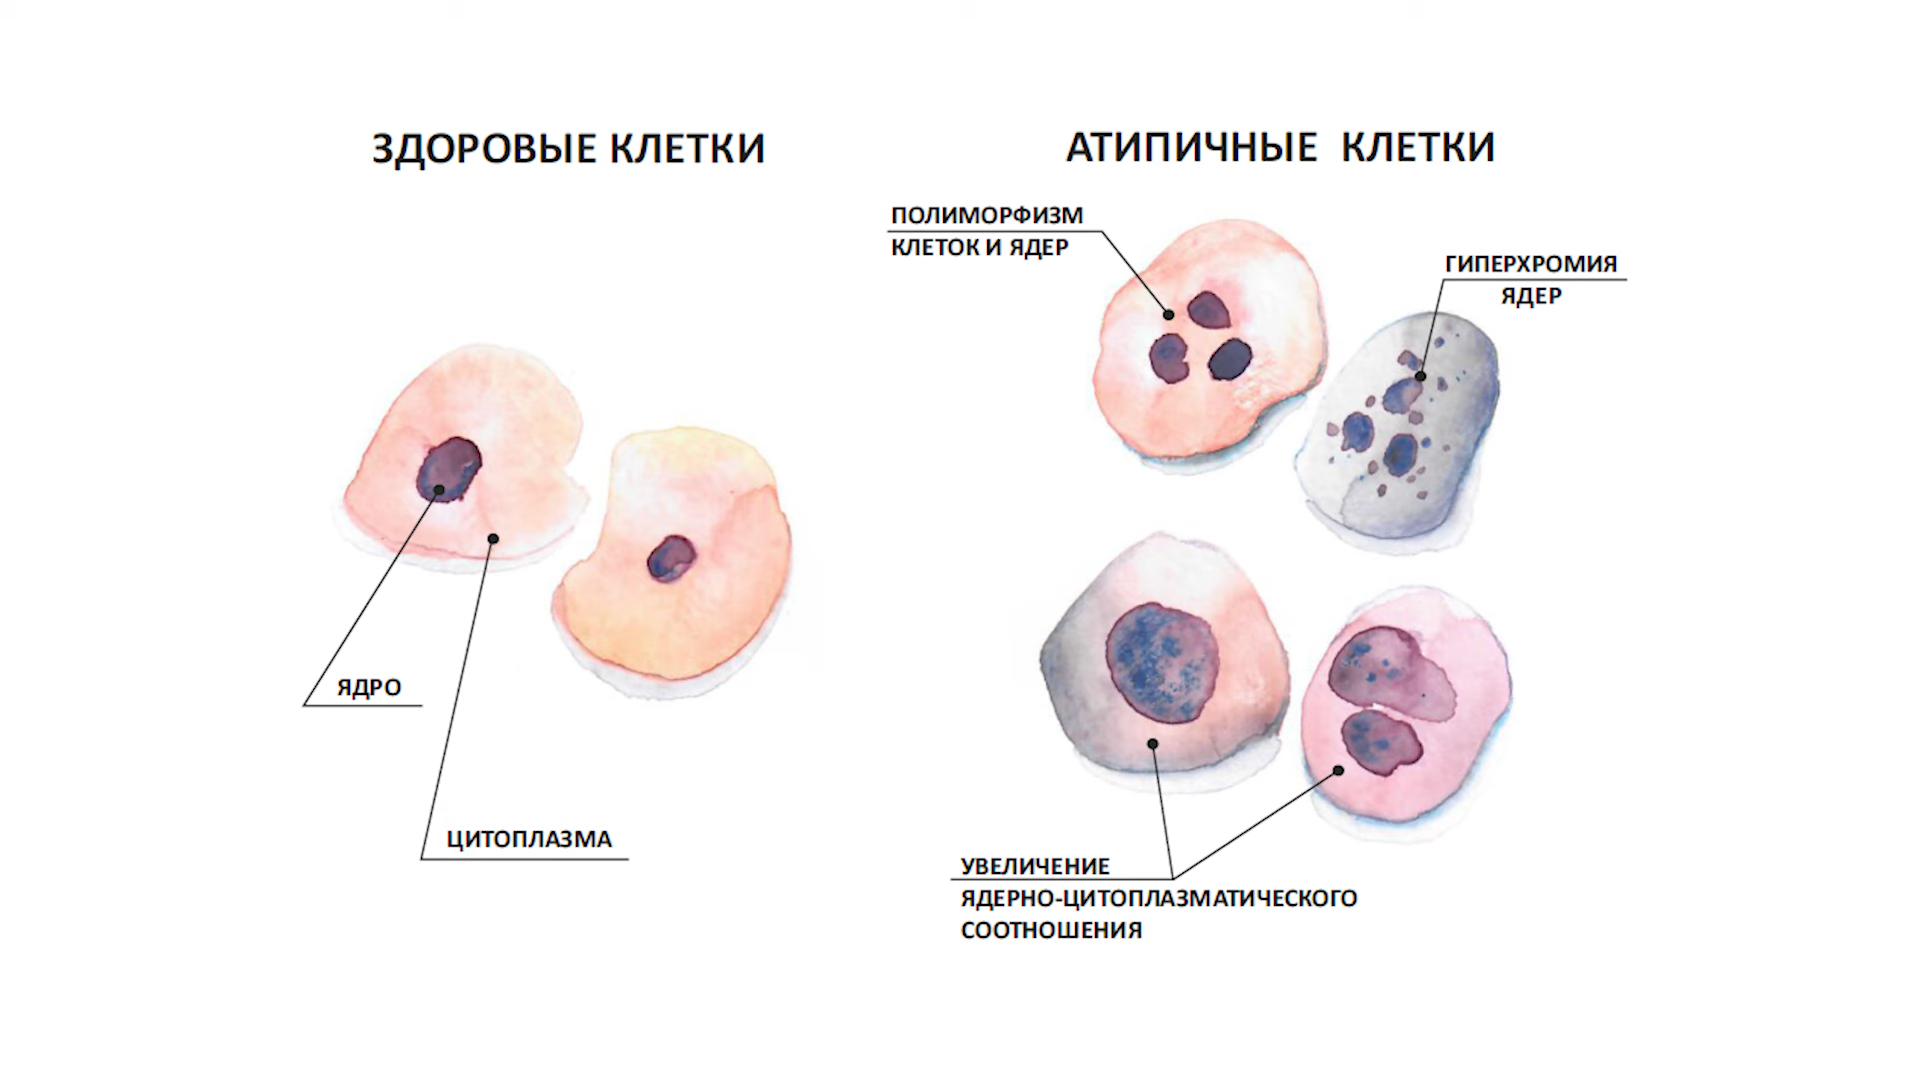 ЗДОРОВЫЕ КЛЕТКИ
ЯДРО
ЦИТОПЛАЗМА
АТИПИЧНЫЕ КЛЕТКИ
ПОЛИМОРФИЗМ
КЛЕТОК И ЯДЕР
ГИПЕРХРОМИЯ
ЯДЕР
УВЕЛИЧЕНИЕ
ЯДЕРНО-ЦИТОПЛАЗМАТИЧЕСКОГО
СООТНОШЕНИЯ